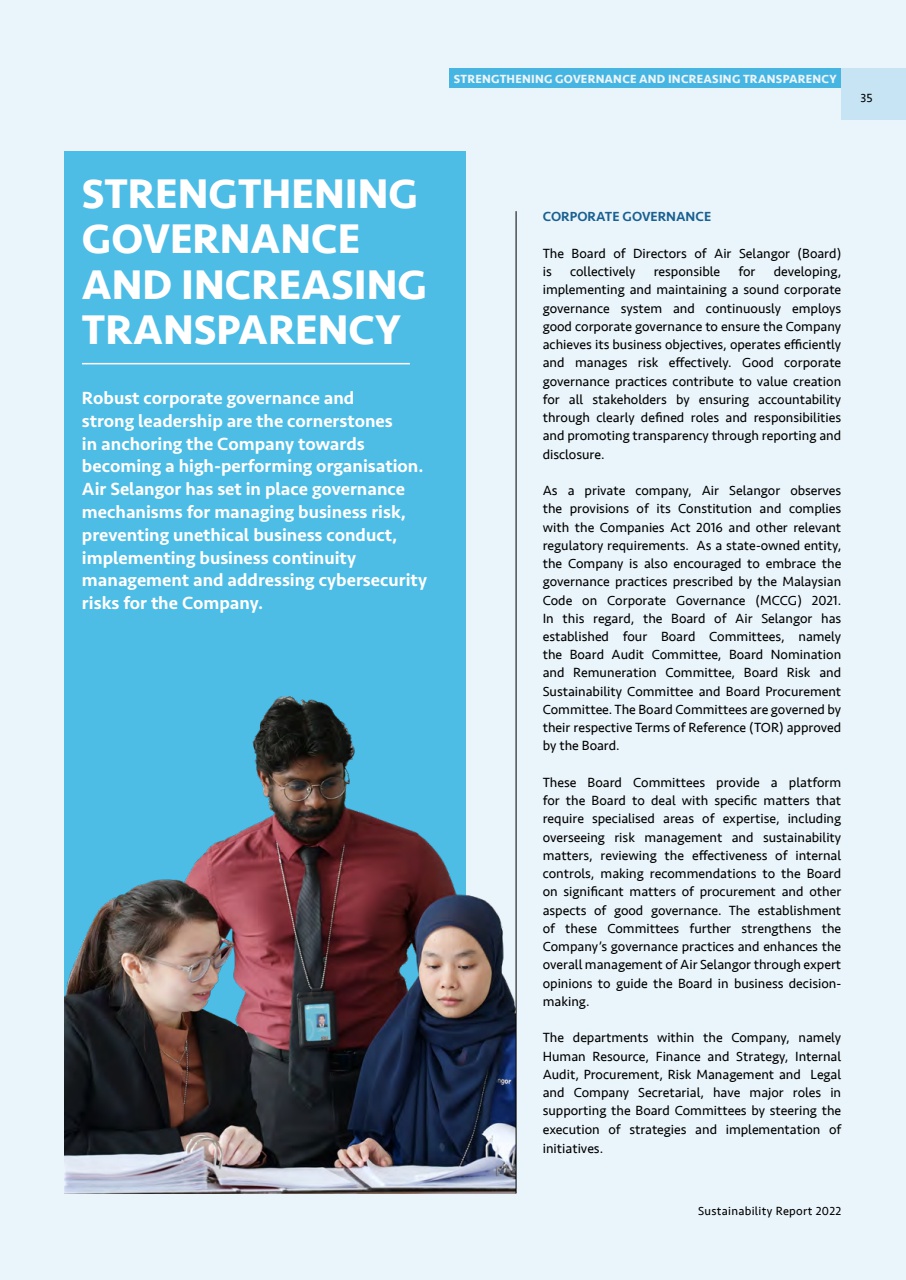 STRENGTHENING GOVERNANCE AND INCREASING TRANSPARENCY
35
STRENGTHENING
GOVERNANCE
AND INCREASING
TRANSPARENCY
Robust corporate governance and
strong leadership are the cornerstones
in anchoring the Company towards
becoming a high-performing organisation.
Air Selangor has set in place governance
mechanisms for managing business risk,
preventing unethical business conduct,
implementing business continuity
management and addressing cybersecurity
risks for the Company.
CORPORATE GOVERNANCE
The Board of Directors of Air Selangor (Board)
is collectively responsible for developing,
implementing and maintaining a sound corporate
governance system and continuously employs
good corporate governance to ensure the Company
achieves its business objectives, operates efficiently
and manages risk effectively. Good corporate
governance practices contribute to value creation
for all stakeholders by ensuring accountability
through clearly defined roles and responsibilities
and promoting transparency through reporting and
disclosure.
As a private company, Air Selangor observes
the provisions of its Constitution and complies
with the Companies Act 2016 and other relevant
regulatory requirements. As a state-owned entity,
the Company is also encouraged to embrace the
governance practices prescribed by the Malaysian
Code on Corporate Governance (MCCG) 2021.
In this regard, the Board of Air Selangor has
established four Board Committees, namely
the Board Audit Committee, Board Nomination
and Remuneration Committee, Board Risk and
Sustainability Committee and Board Procurement
Committee. The Board Committees are governed by
their respective Terms of Reference (TOR) approved
by the Board.
These Board Committees provide a platform
for the Board to deal with specific matters that
require specialised areas of expertise, including
overseeing risk management and sustainability
matters, reviewing the effectiveness of internal
controls, making recommendations to the Board
on significant matters of procurement and other
aspects of good governance. The establishment
of these Committees further strengthens the
Company's governance practices and enhances the
overall management of Air Selangor through expert
opinions to guide the Board in business decision-
making.
The departments within the Company, namely
Human Resource, Finance and Strategy, Internal
Audit, Procurement, Risk Management and Legal
and Company Secretarial, have major roles in
supporting the Board Committees by steering the
execution of strategies and implementation of
initiatives.
ngor
Sustainability Report 2022